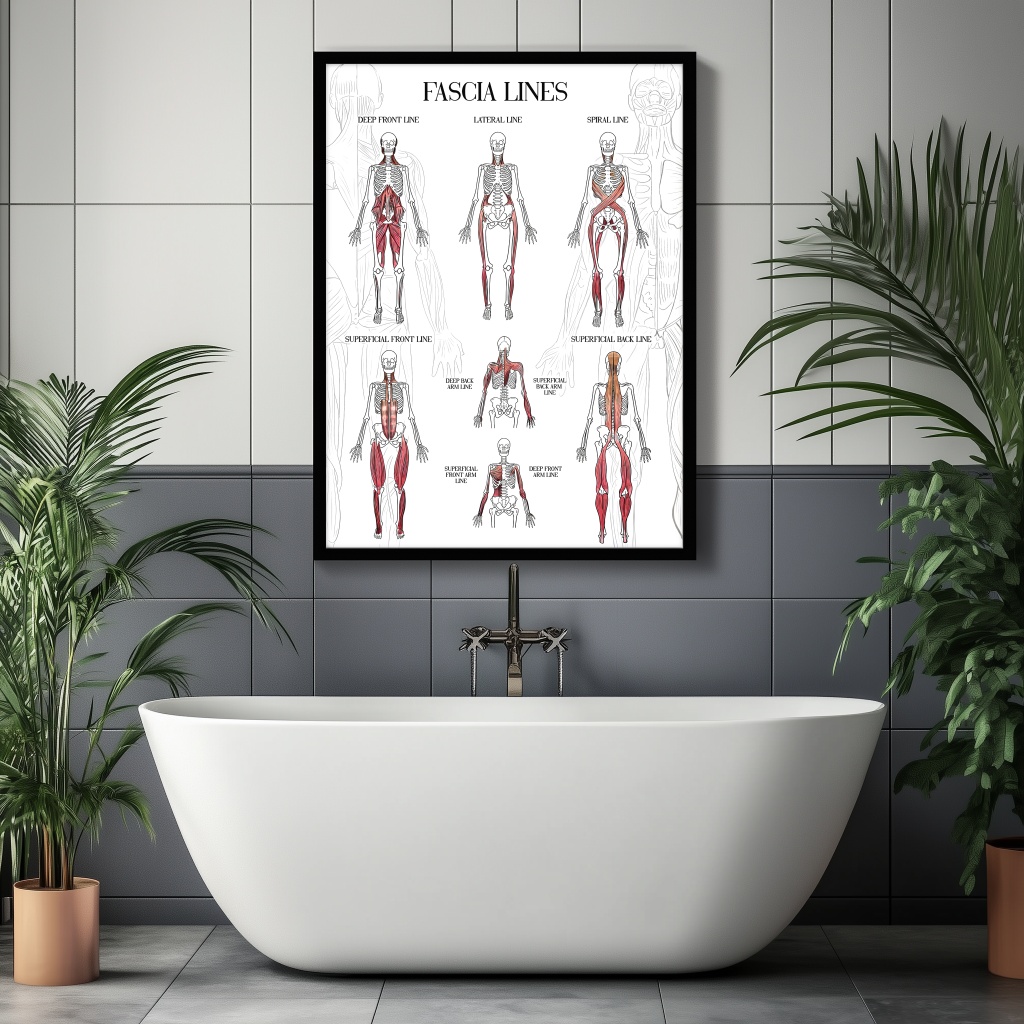 FASCIA LINES
DEEP FRONT LINE
LATERAL LINE
SPIRAL LINE
SUPERFICIAL FRONT LINE
SUPERFICIAL BACK LINE
DEEP BACK
ARM LINE
SUPERFICIAL
BACK ARM
LINE
SUPERFICIAL
FRONT ARM
LINE
DEEP FRONT
ARM LINE